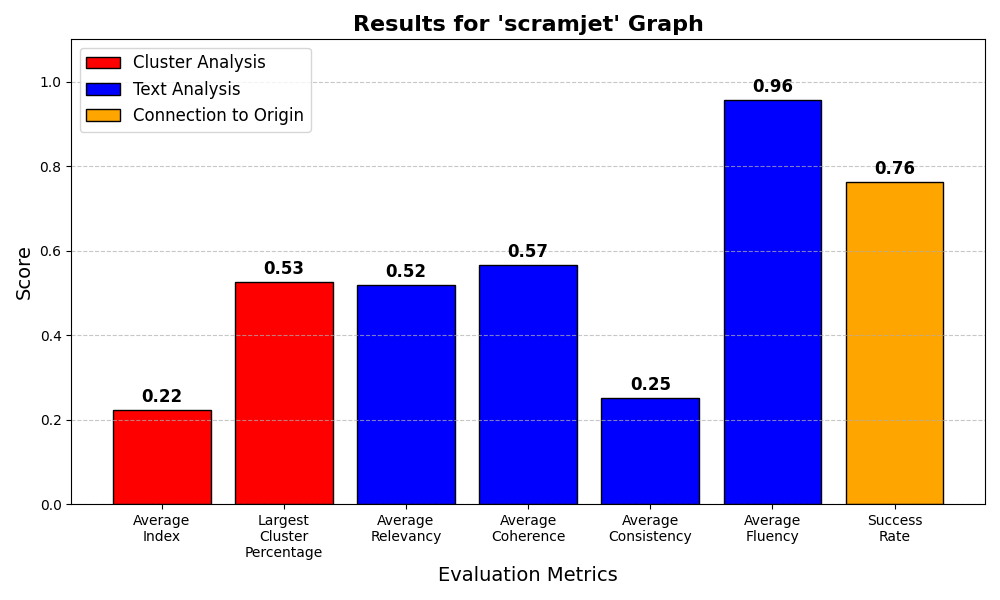 Results for 'scramjet' Graph
Cluster Analysis
Text Analysis
Connection to Origin
Score
1.0
0.8
0.6
0.4
0.2
0.0
0.22
0.53
0.52
0.57
0.25
0.96
0.76
Average
Index
Largest
Cluster
Percentage
Average
Relevancy
Average
Coherence
Average
Consistency
Average
Fluency
Success
Rate
Evaluation Metrics